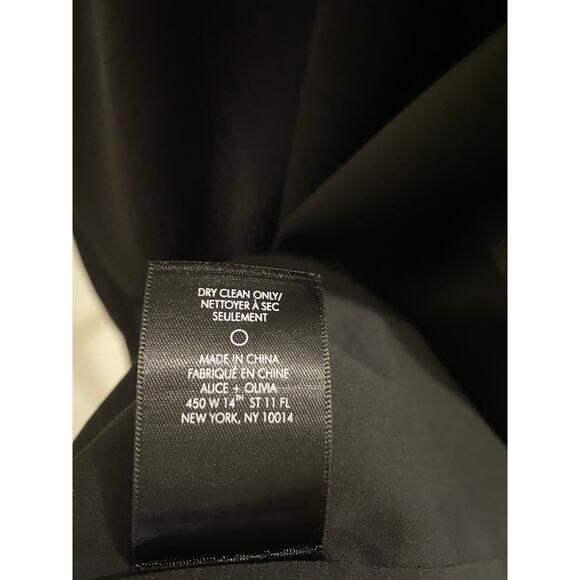 DRY CLEAN ONLY/
NETTOYER À SEC
SEULEMENT
MADE IN CHINA
FABRIQUÉ EN CHINE
ALICE + OLIVIA
450 W 14TH ST 11 FL
NEW YORK, NY 10014